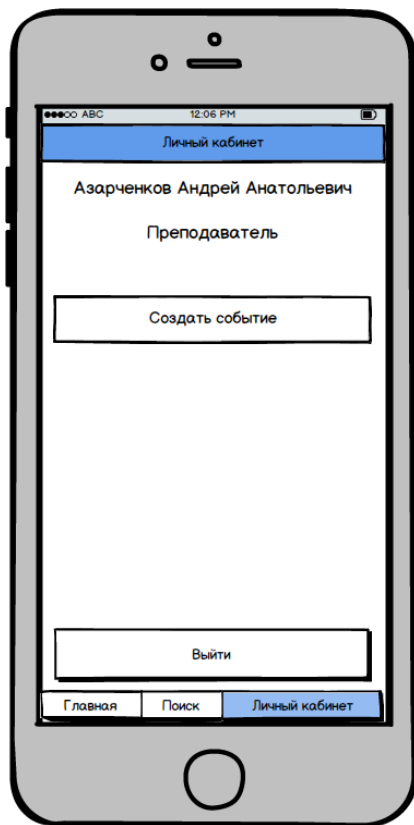 ABC 12:06 PM
Личный кабинет
Азарченков Андрей Анатольевич
Преподаватель
Создать событие
Выйти
Главная Поиск Личный кабинет